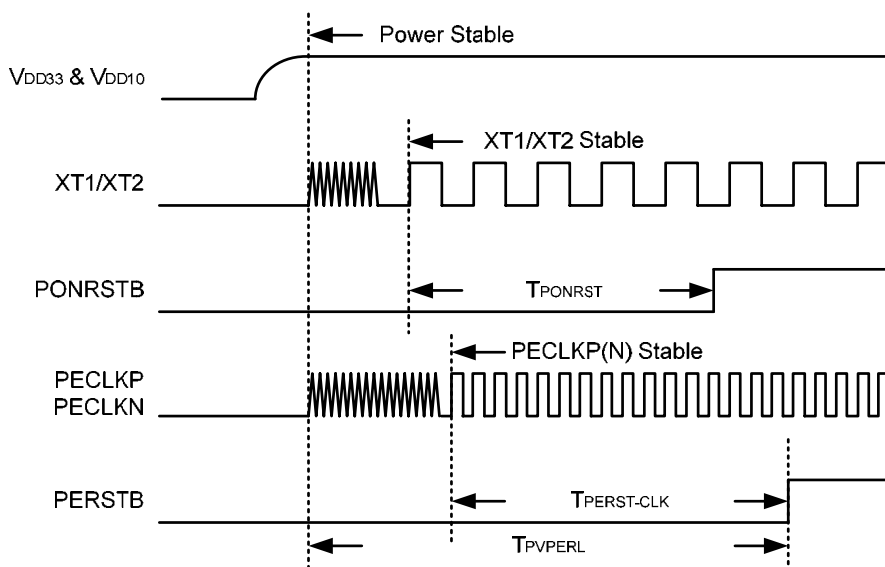 Power Stable
VDD33 & VDD10
XT1/XT2 Stable
XT1/XT2
PONRSTB
TPONRST
PECLKP(N) Stable
PECLKP
PECLKN
PERSTB
TPERST-CLK
TPVPERL